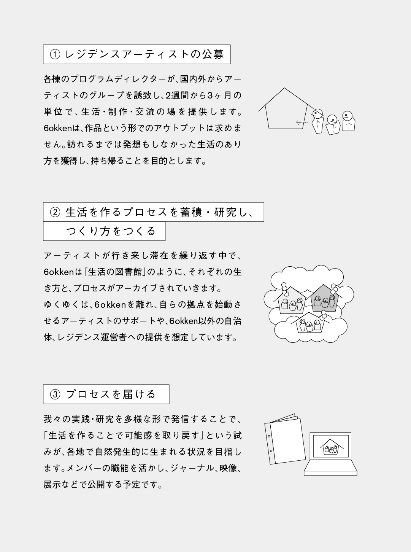 ① レジデンスアーティストの公募
各棟のプログラムディレクターが、国内外からアー
ティストのグループを誘致し、2週間から3ヶ月の
単位で、生活・制作・交流の場を提供します。
6okkenは、作品という形でのアウトプットは求めま
せん。訪れるまでは発想もしなかった生活のあり
方を獲得し、持ち帰ることを目的とします。
② 生活を作るプロセスを蓄積・研究し、
つくり方をつくる
アーティストが行き来し滞在を繰り返す中で、
6okkenは「生活の図書館」のように、それぞれの生
き方と、プロセスがアーカイブされていきます。
ゆくゆくは、6okkenを離れ、自らの拠点を始動さ
せるアーティストのサポートや、6okken以外の自治
体、レジデンス運営者への提供を想定しています。
③ プロセスを届ける
我々の実践・研究を多様な形で発信することで、
「生活を作ることで可能感を取り戻す」という試
みが、各地で自然発生的に生まれる状況を目指し
ます。メンバーの職能を活かし、ジャーナル、映像、
展示などで公開する予定です。